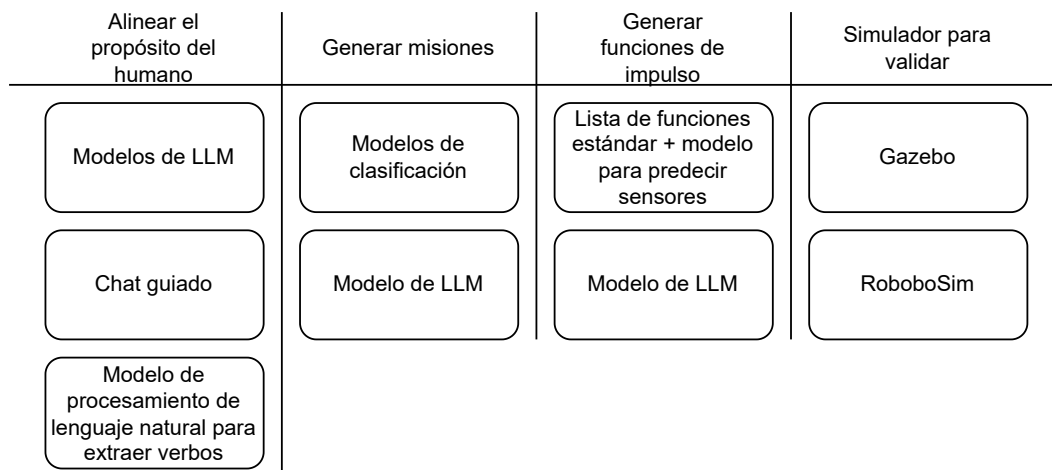 Alinear el
propósito del
humano
Generar misiones
Generar
funciones de
impulso
Simulador para
validar
Modelos de LLM
Modelos de
clasificación
Lista de funciones
estándar + modelo
para predecir
sensores
Gazebo
Chat guiado
Modelo de LLM
Modelo de LLM
RoboboSim
Modelo de
procesamiento de
lenguaje natural para
extraer verbos